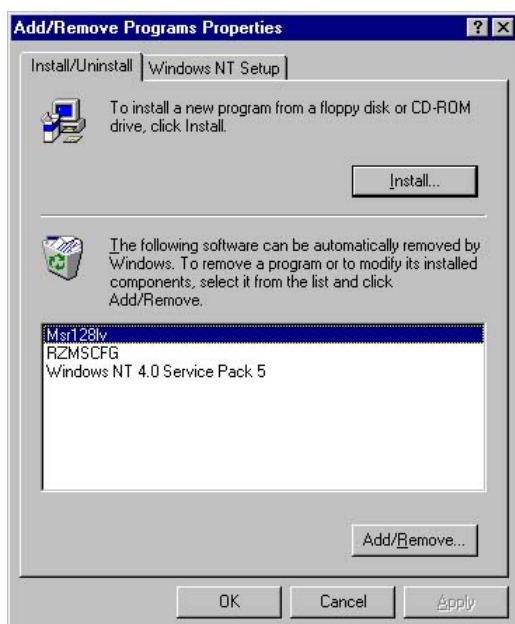 Add/Remove Programs Properties
Install/Uninstall
Windows NT Setup
To install a new program from a floppy disk or CD-ROM
drive, click Install.
Install...
The following software can be automatically removed by
Windows. To remove a program or to modify its installed
components, select it from the list and click
Add/Remove.
Msr128lv
RZMSCFG
Windows NT 4.0 Service Pack 5
Add/Remove...
OK
Cancel
Apply